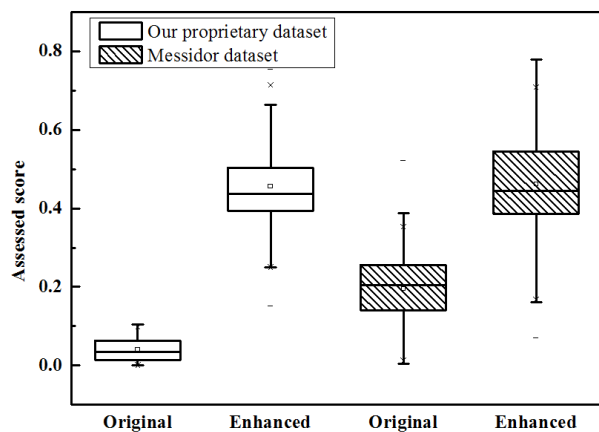 Our proprietary dataset
Messidor dataset
Assessed score
0.8
0.6
0.4
0.2
0.0
Original Enhanced Original Enhanced